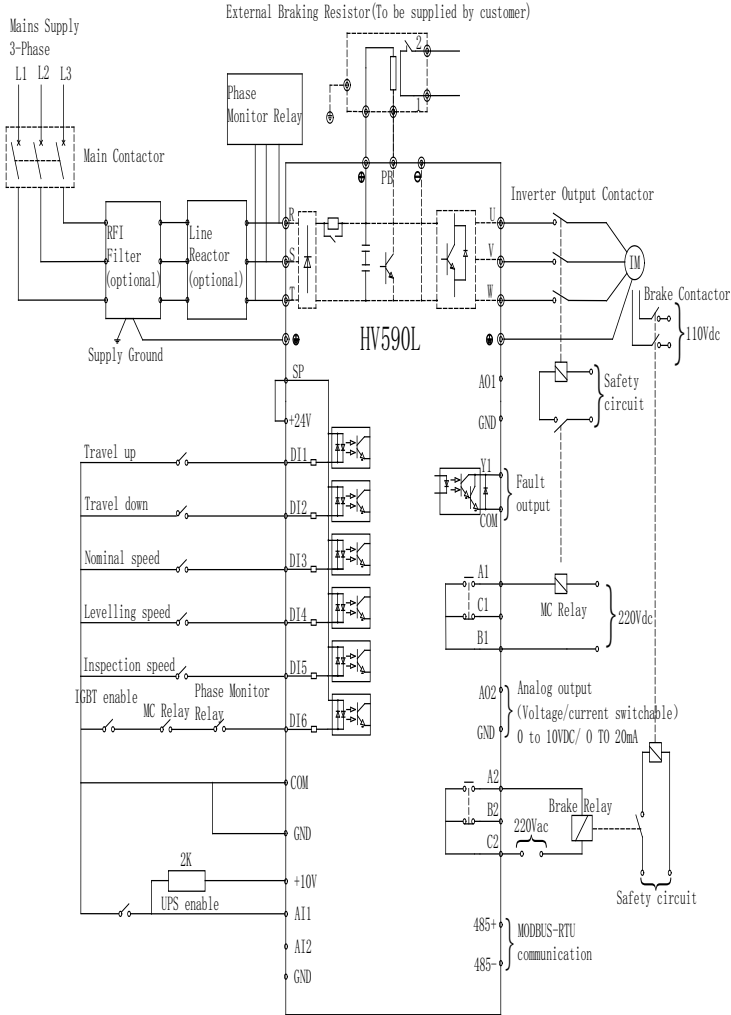 External Braking Resistor(To be supplied by customer)
Mains Supply
3-Phase
L1 L2 L3
2
1
Phase
Monitor Relay
Main Contactor
PB
Inverter Output Contactor
R
S
T
U
V
W
RFI
Filter
(optional)
Line
Reactor
(optional)
IM
Brake Contactor
110Vdc
Supply Ground
HV590L
SP
+24V
AO1
GND
Safety
circuit
Travel up
DI1
Travel down
DI2
Nominal speed
DI3
Levelling speed
DI4
Inspection speed
DI5
IGBT enable
MC Relay
Phase Monitor
Relay
DI6
Y1
COM
Fault
output
A1
C1
B1
MC Relay
220Vdc
AO2
GND
Analog output
(Voltage/current switchable)
0 to 10VDC/ 0 TO 20mA
COM
GND
A2
B2
C2
220Vac
Brake Relay
Safety circuit
2K
+10V
UPS enable
AI1
AI2
GND
485+
485-
MODBUS-RTU
communication